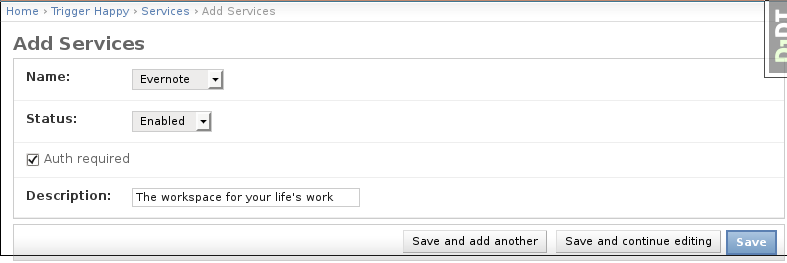 Home › Trigger Happy › Services › Add Services
Add Services
Name: Evernote
Status: Enabled
Auth required
Description: The workspace for your life's work
Save and add another Save and continue editing Save
DjDT